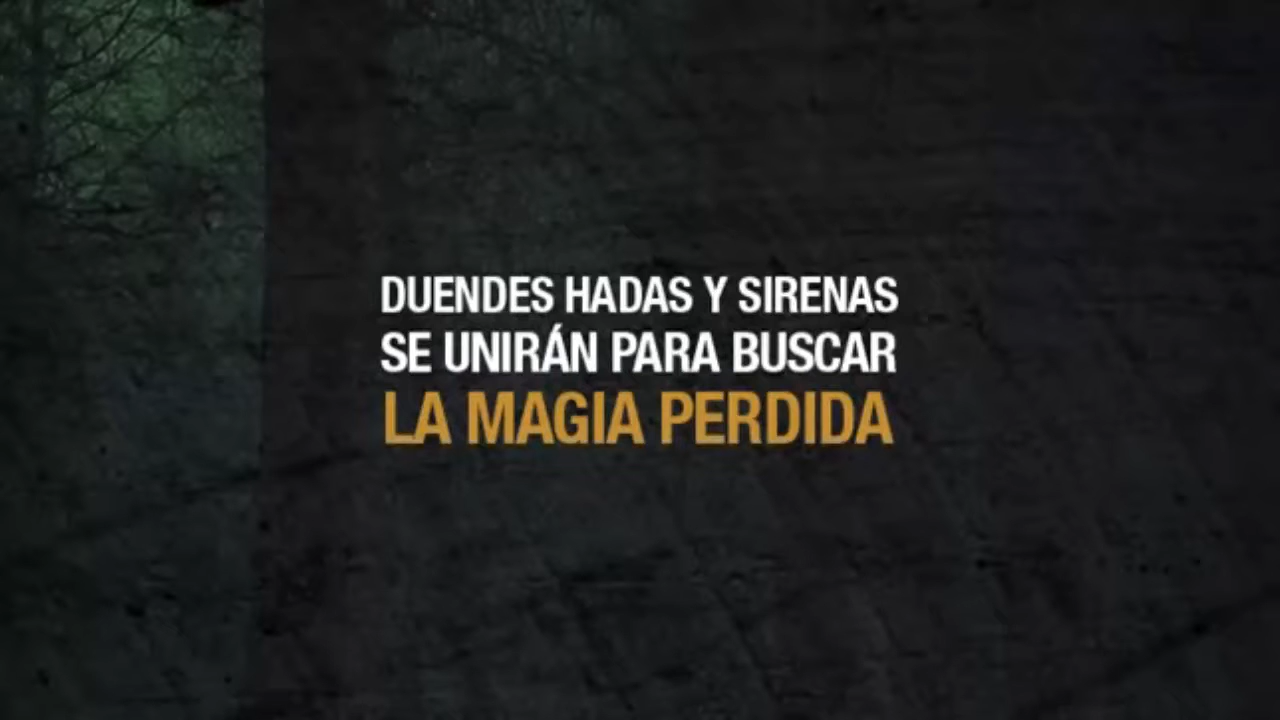 DUENDES HADAS Y SIRENAS
SE UNIRÁN PARA BUSCAR
LA MAGIA PERDIDA